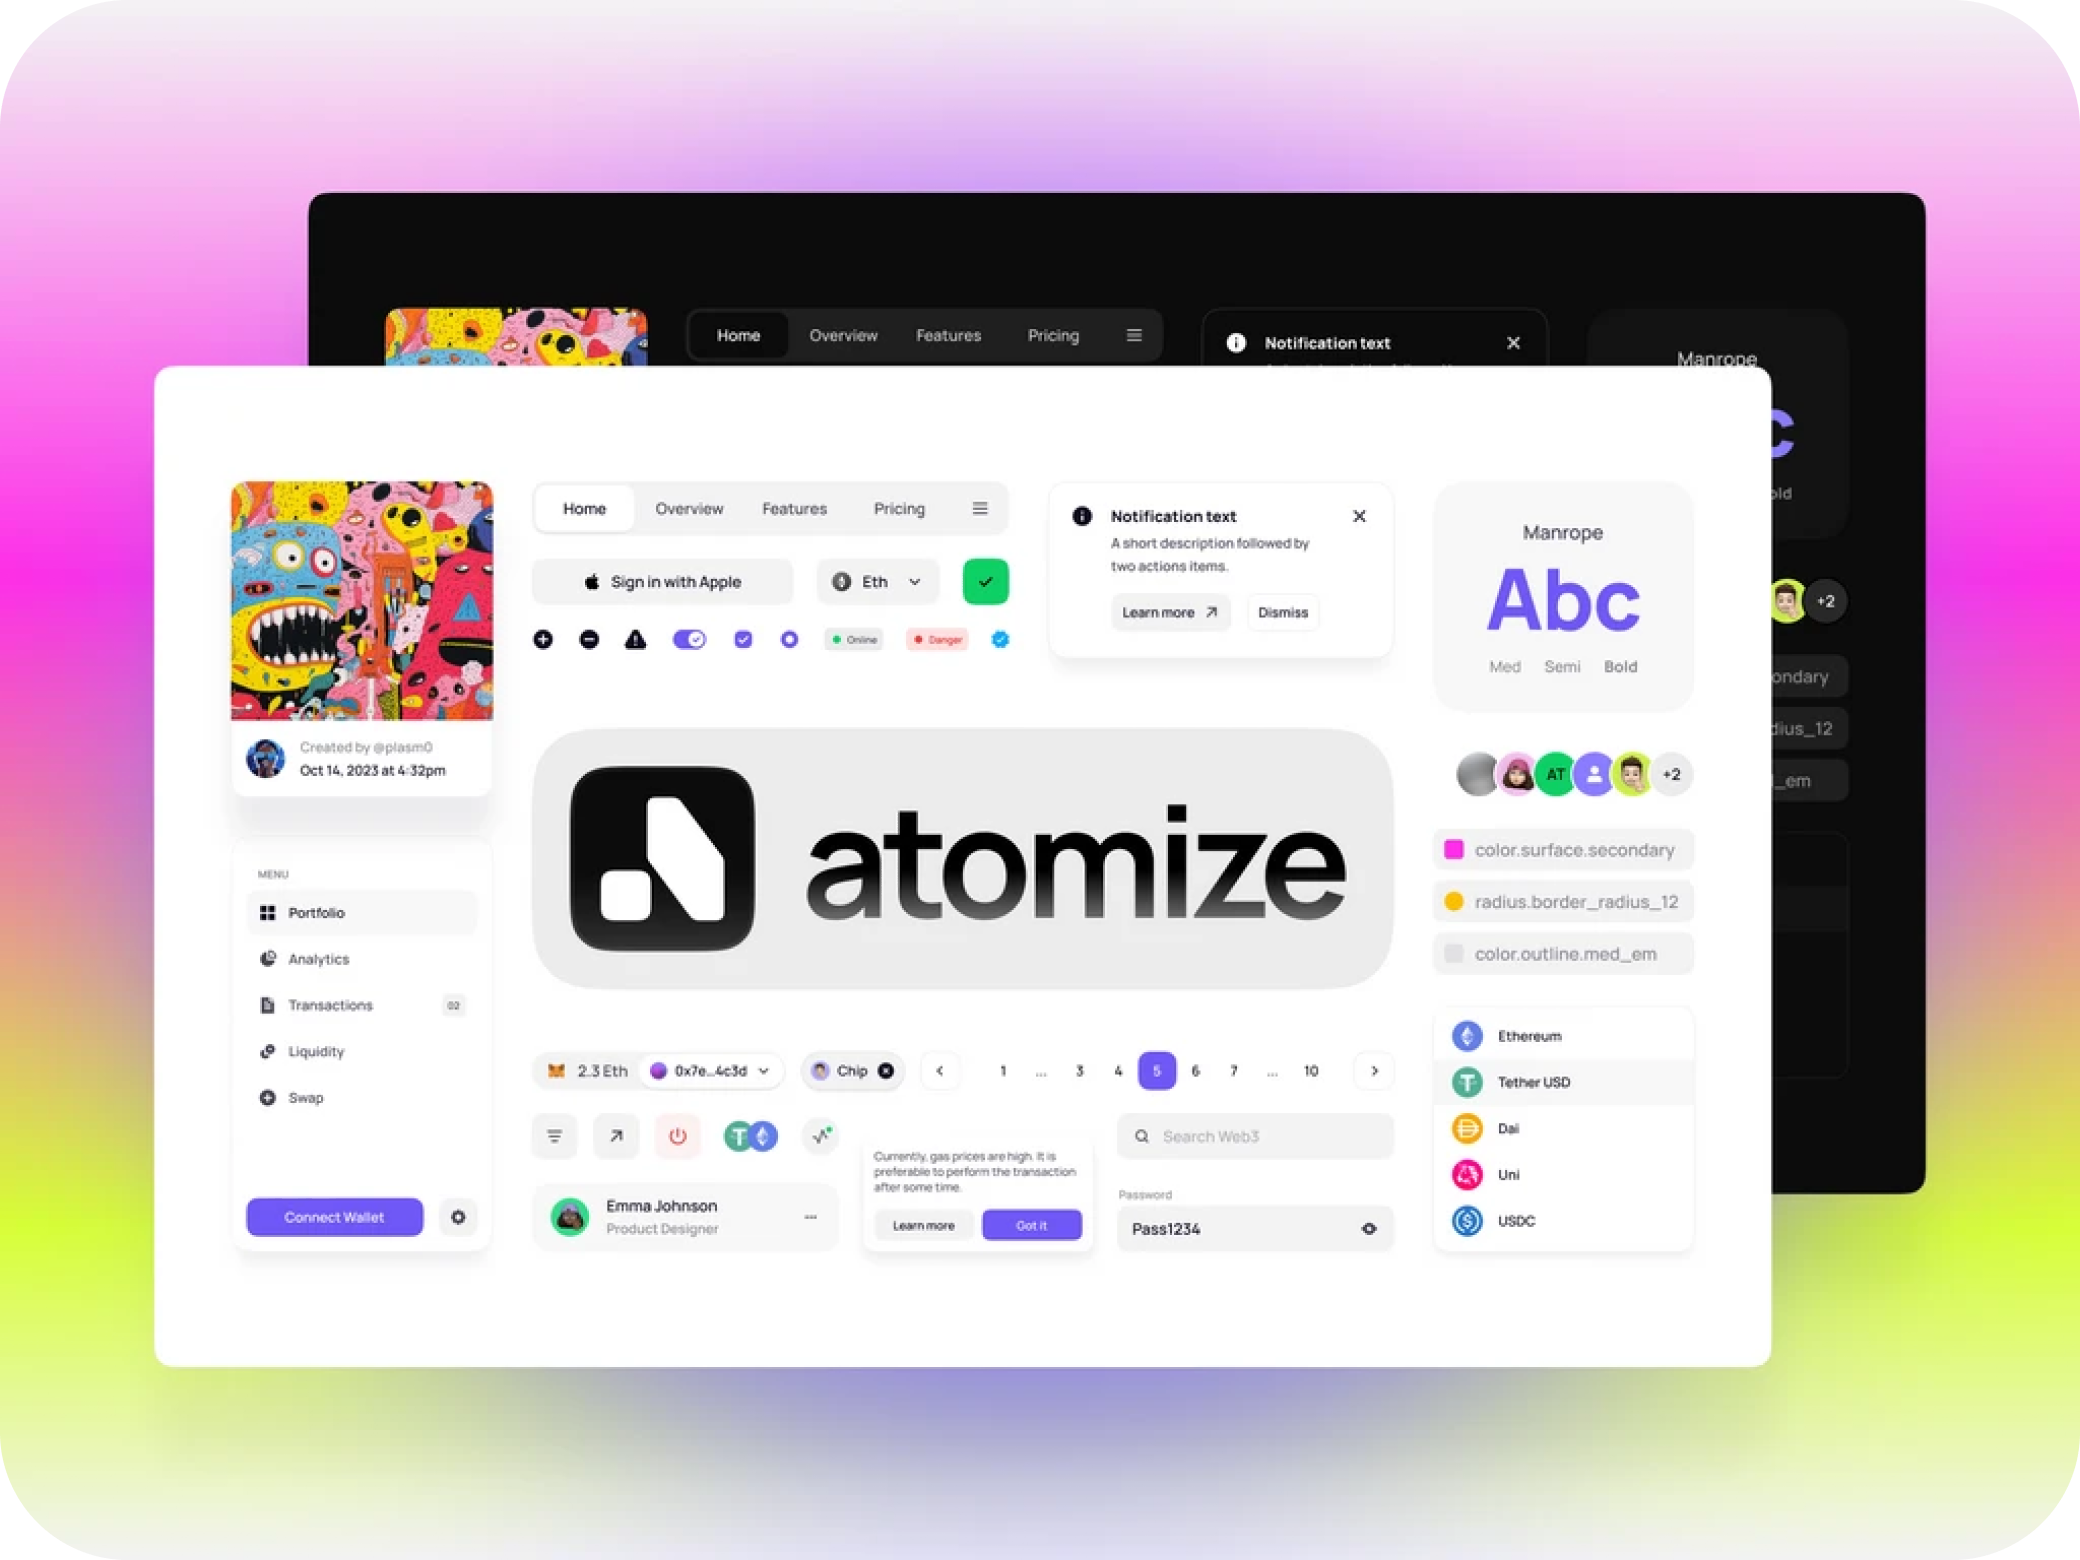 Home
Overview
Features
Pricing
Notification text
Manrope
c
old
+2
ondary
dius_12
_em
Created by @plasm0
Oct 14, 2023 at 4:32pm
MENU
Portfolio
Analytics
Transactions
02
Liquidity
Swap
Connect Wallet
Home
Overview
Features
Pricing
Sign in with Apple
Eth
Online
Danger
Notification text
A short description followed by
two actions items.
Learn more
Dismiss
Manrope
Abc
Med
Semi
Bold
atomize
AT
+2
color.surface.secondary
radius.border_radius_12
color.outline.med_em
2.3 Eth
0x7e...4c3d
Chip
1
...
3
4
5
6
7
...
10
Currently, gas prices are high. It is
preferable to perform the transaction
after some time.
Learn more
Got it
Search Web3
Emma Johnson
Product Designer
Password
Pass1234
Ethereum
Tether USD
Dai
Uni
USDC